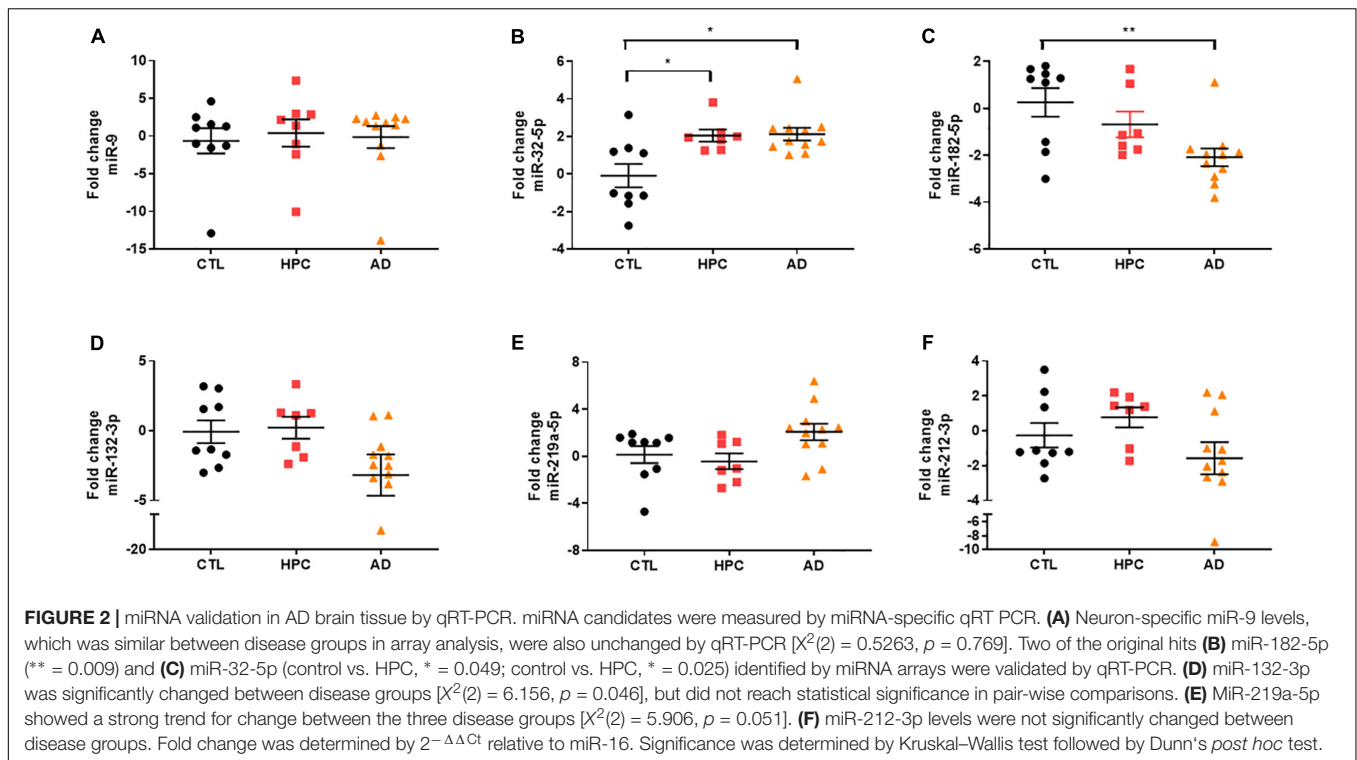 A
Fold change
miR-9
10
5
0
-5
-10
-15
CTL HPC AD
B
* 
*
Fold change
miR-32-5p
6
4
2
0
-2
-4
CTL HPC AD
C
**
Fold change
miR-182-5p
2
0
-2
-4
-6
CTL HPC AD
D
Fold change
miR-132-3p
5
0
-5
-20
CTL HPC AD
E
Fold change
miR-219a-5p
8
4
0
-4
-8
CTL HPC AD
F
Fold change
miR-212-3p
4
2
0
-2
-4
-6
-8
-10
CTL HPC AD
FIGURE 2 | miRNA validation in AD brain tissue by qRT-PCR. miRNA candidates were measured by miRNA-specific qRT PCR. (A) Neuron-specific miR-9 levels,
which was similar between disease groups in array analysis, were also unchanged by qRT-PCR [X²(2) = 0.5263, p = 0.769]. Two of the original hits (B) miR-182-5p
(** = 0.009) and (C) miR-32-5p (control vs. HPC, * = 0.049; control vs. HPC, * = 0.025) identified by miRNA arrays were validated by qRT-PCR. (D) miR-132-3p
was significantly changed between disease groups [X²(2) = 6.156, p = 0.046], but did not reach statistical significance in pair-wise comparisons. (E) MiR-219a-5p
showed a strong trend for change between the three disease groups [X²(2) = 5.906, p = 0.051]. (F) miR-212-3p levels were not significantly changed between
disease groups. Fold change was determined by 2−ΔΔCt relative to miR-16. Significance was determined by Kruskal–Wallis test followed by Dunn‘s post hoc test.